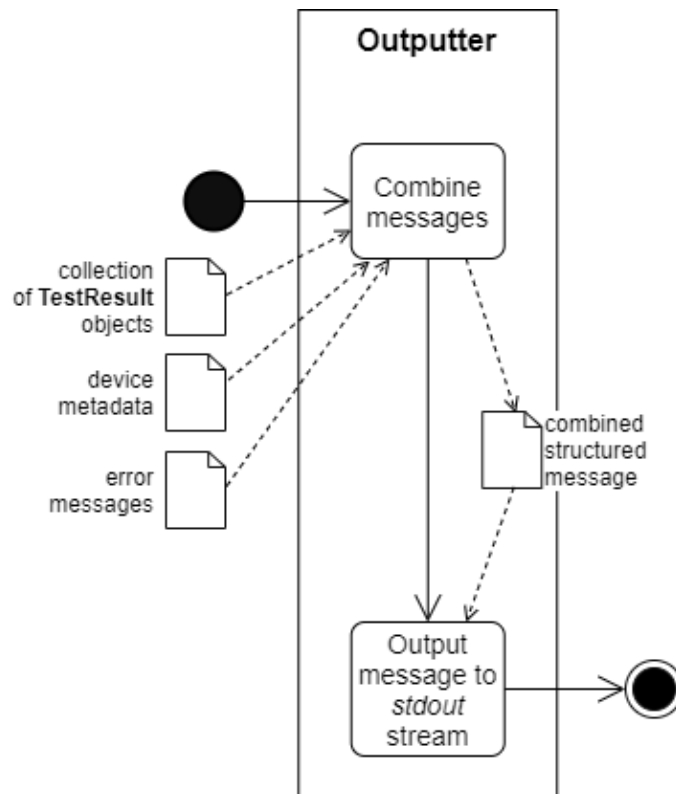 Outputter
Combine
messages
collection
of TestResult
objects
device
metadata
error
messages
combined
structured
message
Output
message to
stdout
stream